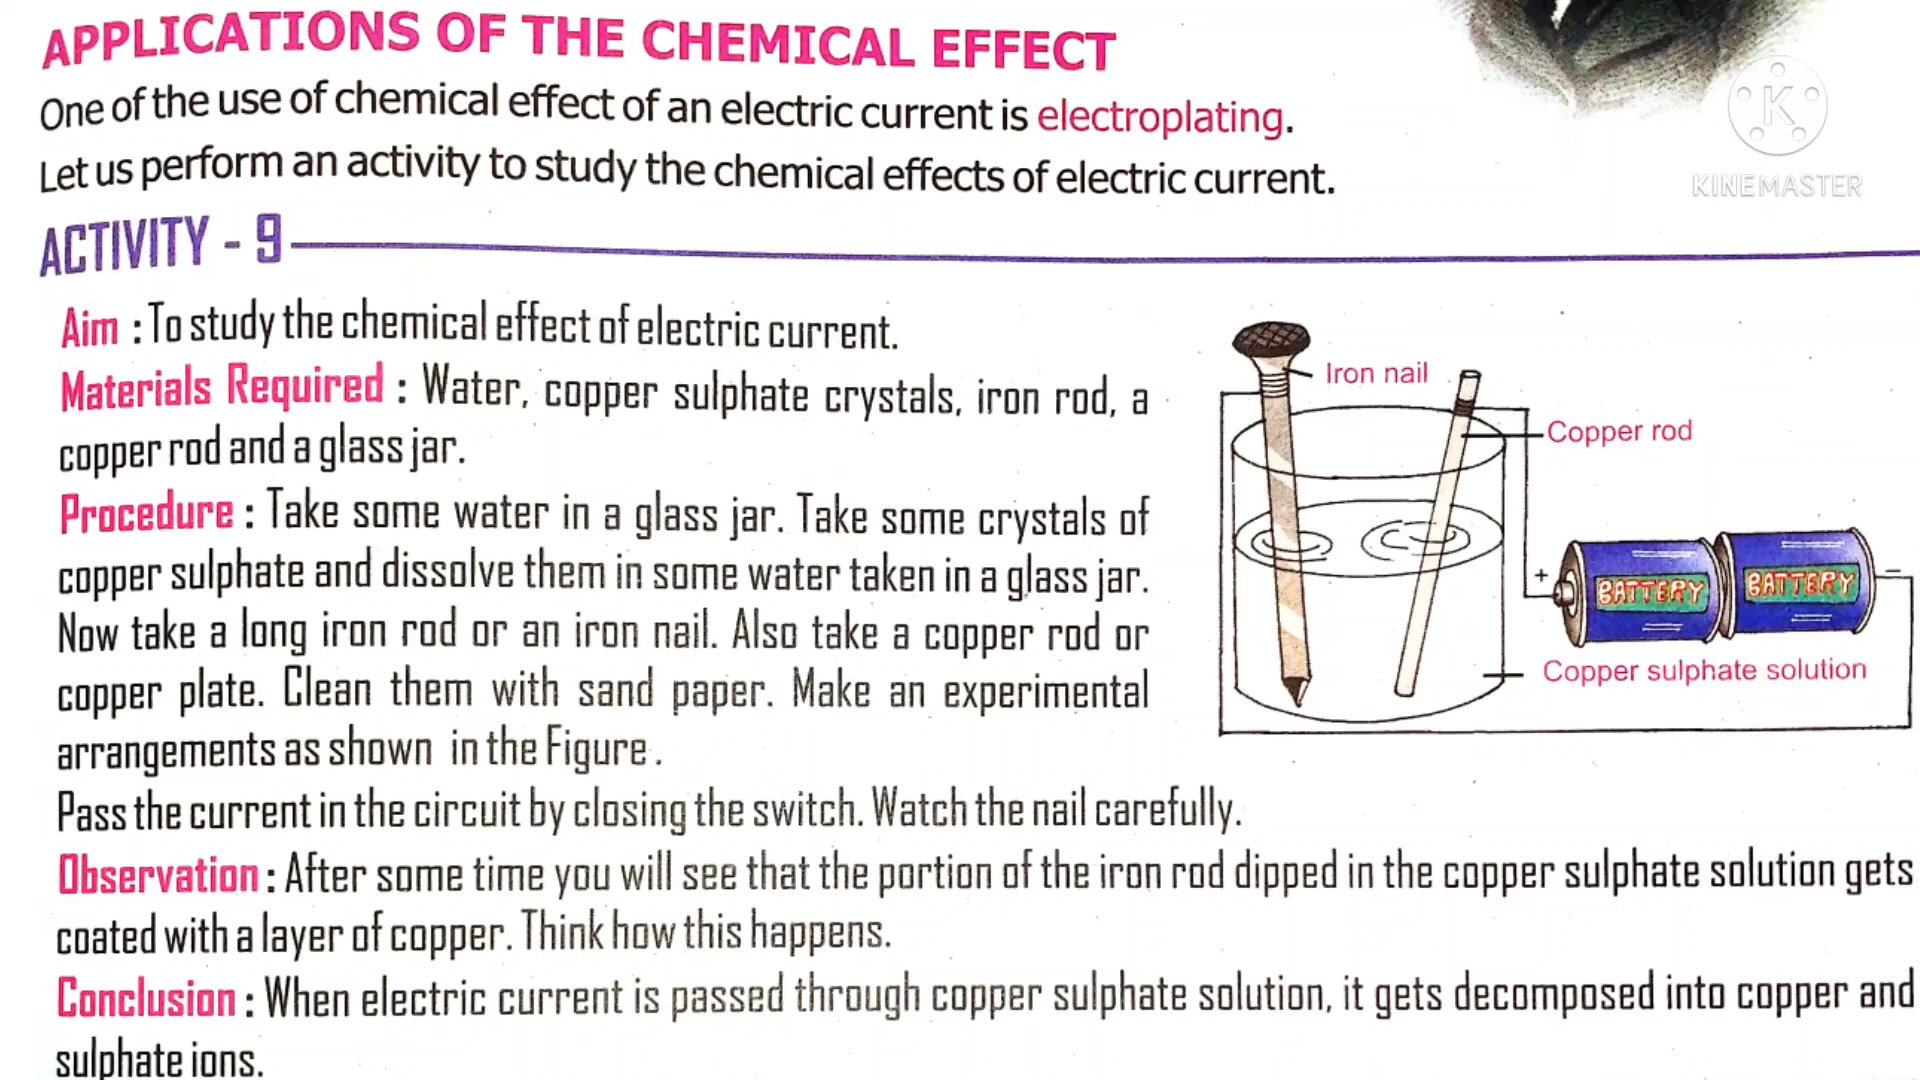 APPLICATIONS OF THE CHEMICAL EFFECT
One of the use of chemical effect of an electric current is electroplating.
Let us perform an activity to study the chemical effects of electric current.
KINEMASTER
ACTIVITY - 9
Aim : To study the chemical effect of electric current.
Materials Required : Water, copper sulphate crystals, iron rod, a
copper rod and a glass jar.
Procedure : Take some water in a glass jar. Take some crystals of
copper sulphate and dissolve them in some water taken in a glass jar.
Now take a long iron rod or an iron nail. Also take a copper rod or
copper plate. Clean them with sand paper. Make an experimental
arrangements as shown in the Figure.
Iron nail
Copper rod
+
BATTERY
BATTERY
–
Copper sulphate solution
Pass the current in the circuit by closing the switch. Watch the nail carefully.
Observation : After some time you will see that the portion of the iron rod dipped in the copper sulphate solution gets
coated with a layer of copper. Think how this happens.
Conclusion : When electric current is passed through copper sulphate solution, it gets decomposed into copper and
sulphate ions.